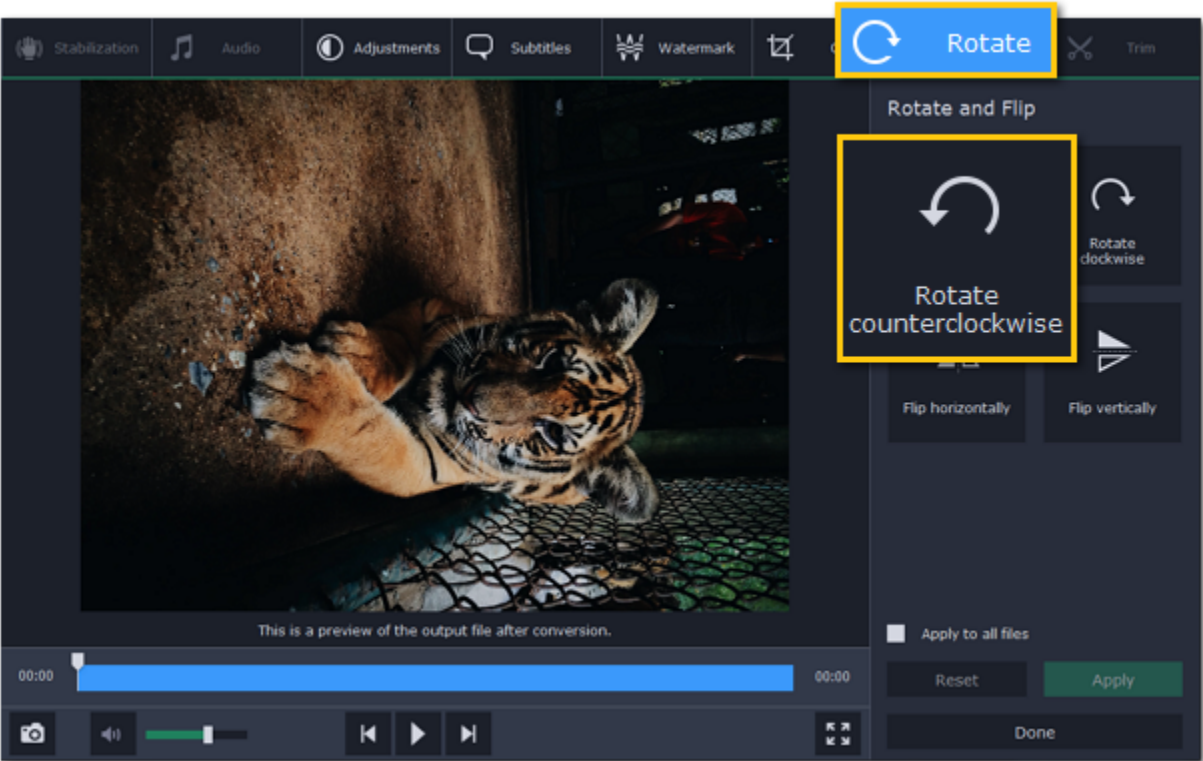 Stabilization
Audio
Adjustments
Subtitles
Watermark
Rotate
Trim
Rotate and Flip
Rotate
counterclockwise
Rotate
clockwise
Flip horizontally
Flip vertically
This is a preview of the output file after conversion.
00:00
00:00
Apply to all files
Reset
Apply
Done